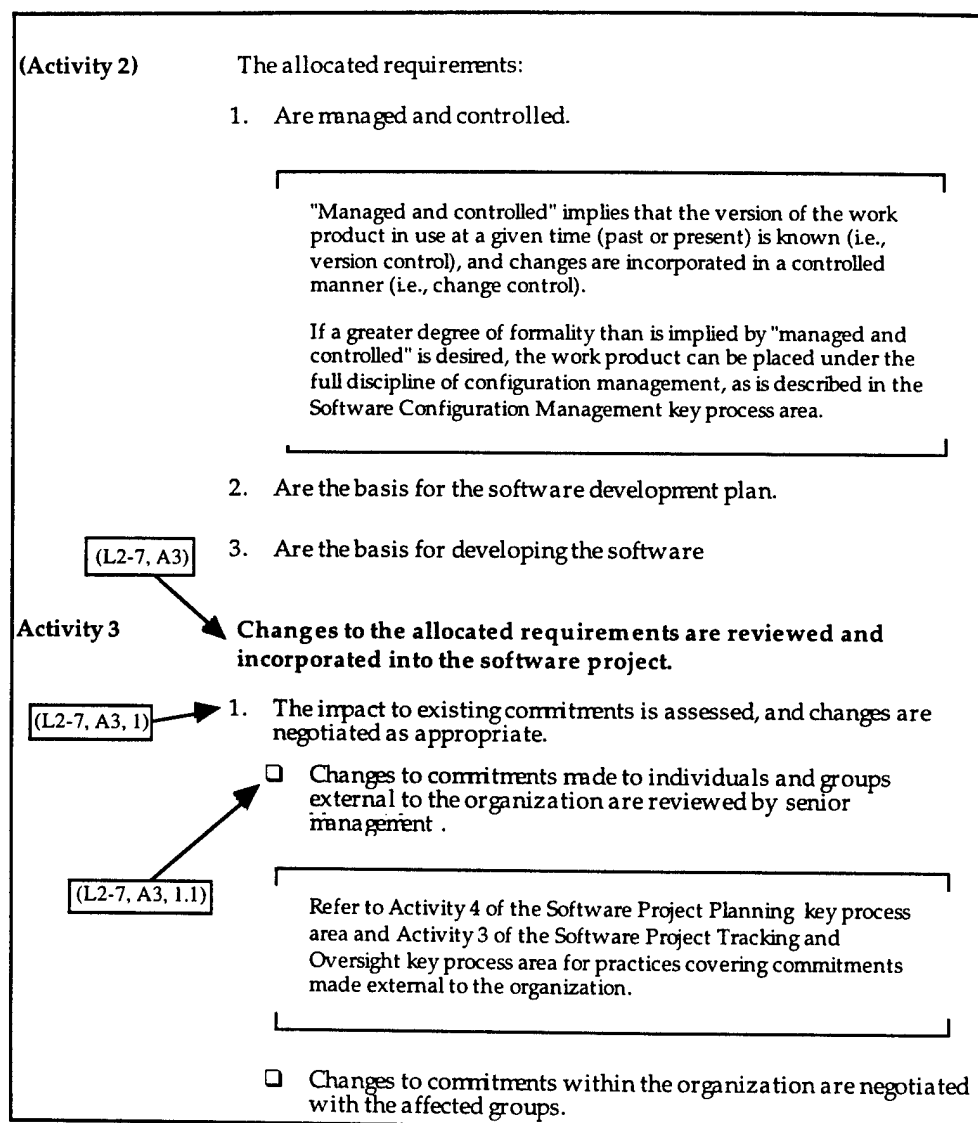 (Activity 2) The allocated requirements:
1. Are managed and controlled.
"Managed and controlled" implies that the version of the work
product in use at a given time (past or present) is known (i.e.,
version control), and changes are incorporated in a controlled
manner (i.e., change control).
If a greater degree of formality than is implied by "managed and
controlled" is desired, the work product can be placed under the
full discipline of configuration management, as is described in the
Software Configuration Management key process area.
2. Are the basis for the software development plan.
(L2-7, A3) 3. Are the basis for developing the software
Activity 3 Changes to the allocated requirements are reviewed and
incorporated into the software project.
(L2-7, A3, 1) 1. The impact to existing commitments is assessed, and changes are
negotiated as appropriate.
❑ Changes to commitments made to individuals and groups
external to the organization are reviewed by senior
management .
(L2-7, A3, 1.1)
Refer to Activity 4 of the Software Project Planning key process
area and Activity 3 of the Software Project Tracking and
Oversight key process area for practices covering commitments
made external to the organization.
❑ Changes to commitments within the organization are negotiated
with the affected groups.